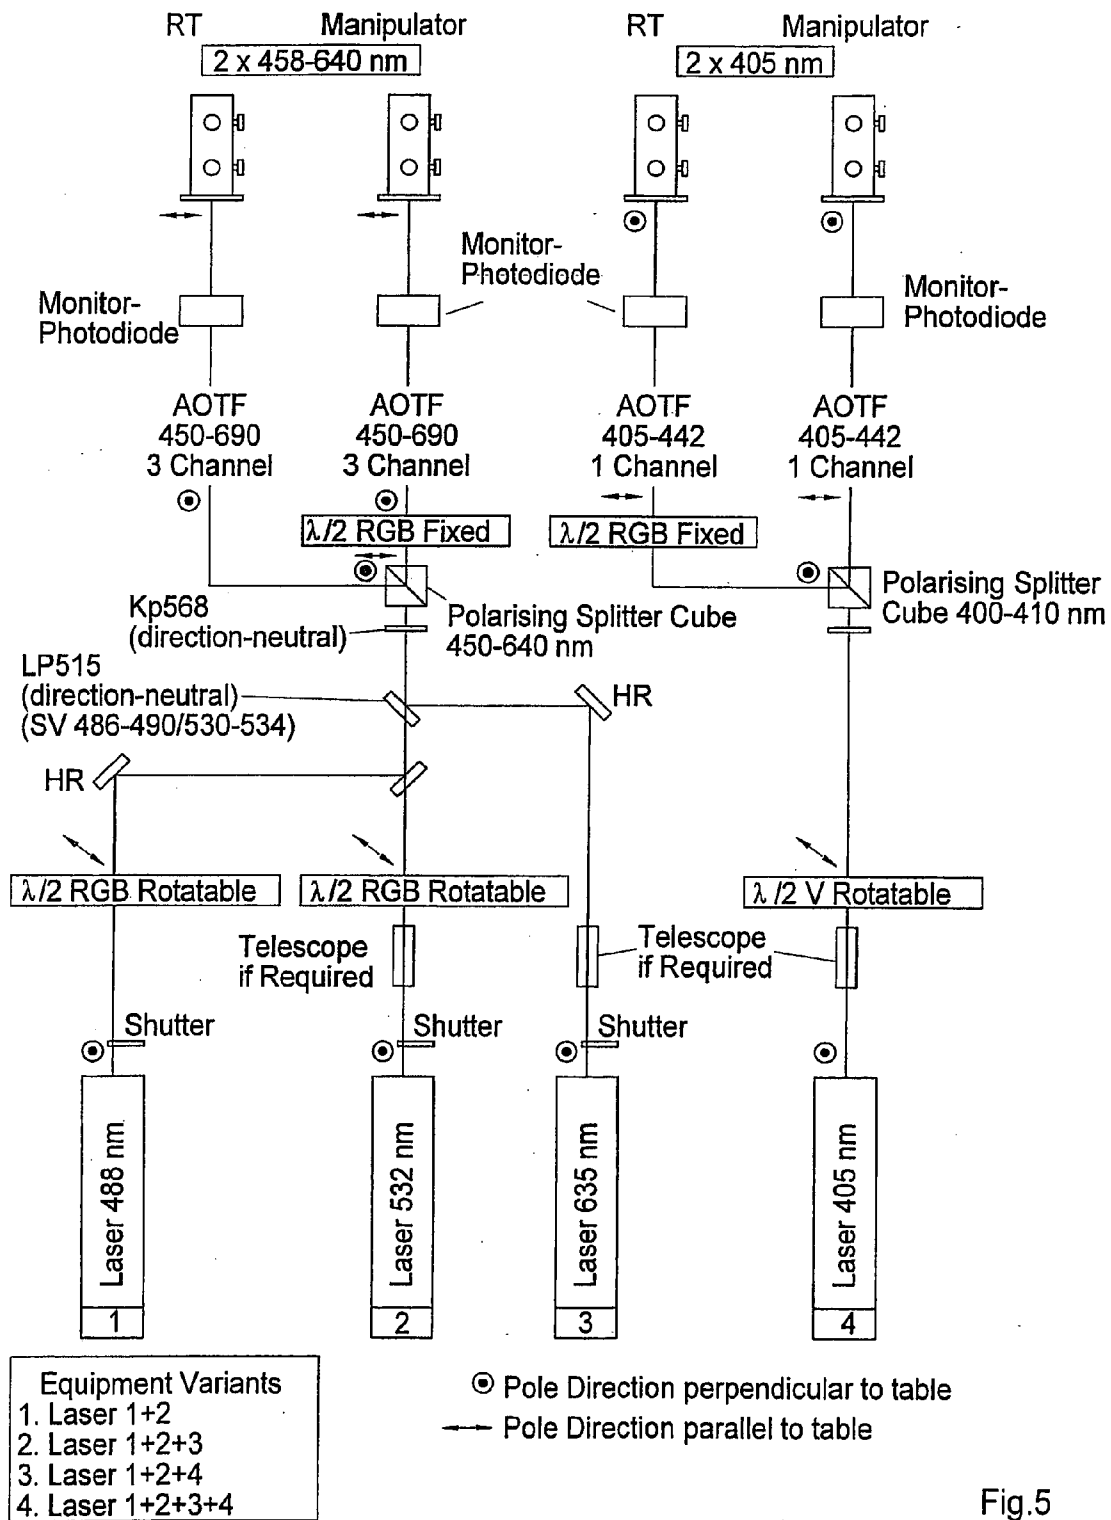 RT Manipulator RT Manipulator
2 x 458-640 nm 2 x 405 nm
Monitor-
Photodiode
Monitor-
Photodiode
Monitor-
Photodiode
AOTF
450-690
3 Channel
AOTF
450-690
3 Channel
AOTF
405-442
1 Channel
AOTF
405-442
1 Channel
λ/2 RGB Fixed λ/2 RGB Fixed
Kp568
(direction-neutral)
Polarising Splitter Cube
450-640 nm
Polarising Splitter
Cube 400-410 nm
LP515
(direction-neutral)
(SV 486-490/530-534)
HR
HR
λ/2 RGB Rotatable λ/2 RGB Rotatable λ/2 V Rotatable
Telescope
if Required
Telescope
if Required
Shutter Shutter Shutter
Laser 488 nm
Laser 532 nm
Laser 635 nm
Laser 405 nm
1 2 3 4
Equipment Variants
1. Laser 1+2
2. Laser 1+2+3
3. Laser 1+2+4
4. Laser 1+2+3+4
Pole Direction perpendicular to table
Pole Direction parallel to table
Fig.5